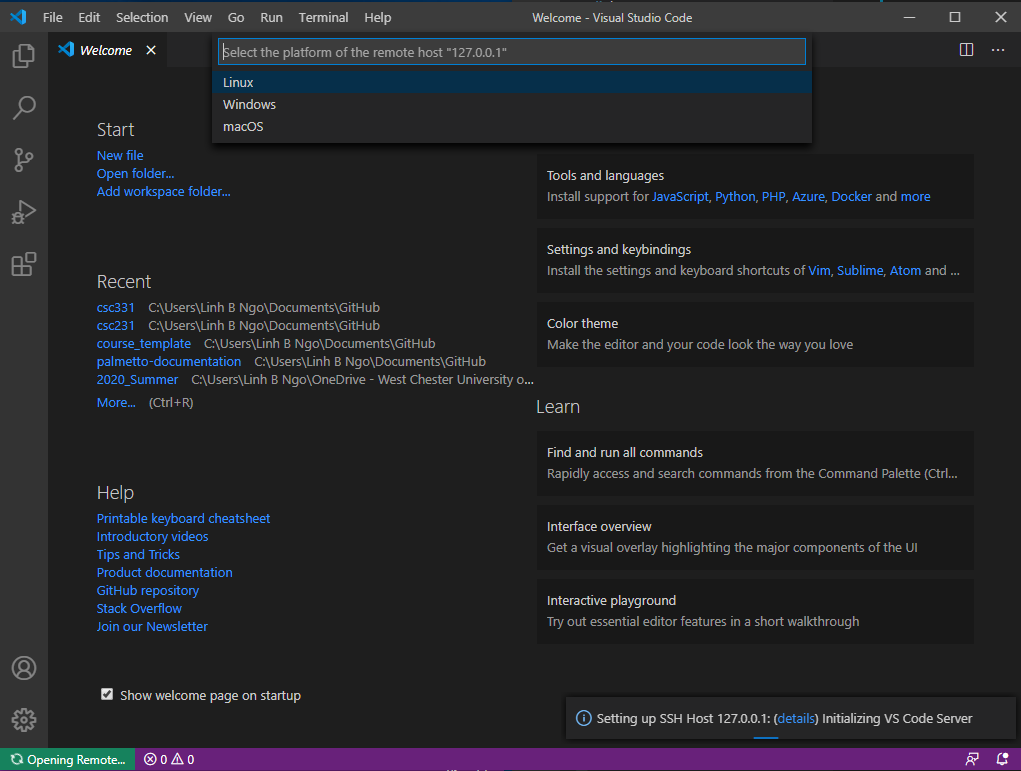 File Edit Selection View Go Run Terminal Help Welcome - Visual Studio Code
Welcome
Select the platform of the remote host "127.0.0.1"
Linux
Windows
macOS
Start
New file
Open folder...
Add workspace folder...
Recent
csc331 C:\Users\Linh B Ngo\Documents\GitHub
csc231 C:\Users\Linh B Ngo\Documents\GitHub
course_template C:\Users\Linh B Ngo\Documents\GitHub
palmetto-documentation C:\Users\Linh B Ngo\Documents\GitHub
2020_Summer C:\Users\Linh B Ngo\OneDrive - West Chester University o...
More... (Ctrl+R)
Help
Printable keyboard cheatsheet
Introductory videos
Tips and Tricks
Product documentation
GitHub repository
Stack Overflow
Join our Newsletter
Show welcome page on startup
Tools and languages
Install support for JavaScript, Python, PHP, Azure, Docker and more
Settings and keybindings
Install the settings and keyboard shortcuts of Vim, Sublime, Atom and ...
Color theme
Make the editor and your code look the way you love
Learn
Find and run all commands
Rapidly access and search commands from the Command Palette (Ctrl...
Interface overview
Get a visual overlay highlighting the major components of the UI
Interactive playground
Try out essential editor features in a short walkthrough
Setting up SSH Host 127.0.0.1: (details) Initializing VS Code Server
Opening Remote... 0 0